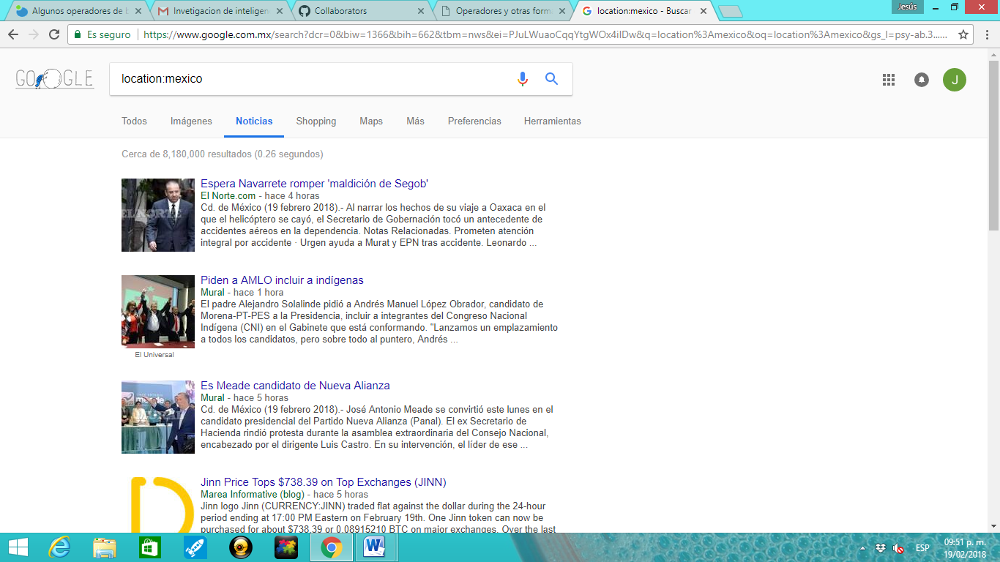 Algunos operadores de b
Invetigacion de inteligen
Collaborators
Operadores y otras form
location:mexico - Buscar
Jesús
Es seguro
https://www.google.com.mx/search?dcr=0&biw=1366&bih=662&tbm=nws&ei=PJuLWuaoCqqYtgWOx4iIDw&q=location%3Amexico&oq=location%3Amexico&gs_l=psy-ab.3......
GOOGLE
location:mexico
J
Todos
Imágenes
Noticias
Shopping
Maps
Más
Preferencias
Herramientas
Cerca de 8,180,000 resultados (0.26 segundos)
EL NORTE
Espera Navarrete romper 'maldición de Segob'
El Norte.com - hace 4 horas
Cd. de México (19 febrero 2018).- Al narrar los hechos de su viaje a Oaxaca en el
que el helicóptero se cayó, el Secretario de Gobernación tocó un antecedente de
accidentes aéreos en la dependencia. Notas Relacionadas. Prometen atención
integral por accidente · Urgen ayuda a Murat y EPN tras accidente. Leonardo ...
Piden a AMLO incluir a indígenas
Mural - hace 1 hora
El padre Alejandro Solalinde pidió a Andrés Manuel López Obrador, candidato de
Morena-PT-PES a la Presidencia, incluir a integrantes del Congreso Nacional
Indígena (CNI) en el Gabinete que está conformando. "Lanzamos un emplazamiento
a todos los candidatos, pero sobre todo al puntero, Andrés ...
El Universal
Es Meade candidato de Nueva Alianza
Mural - hace 5 horas
Cd. de México (19 febrero 2018).- José Antonio Meade se convirtió este lunes en el
candidato presidencial del Partido Nueva Alianza (Panal). El ex Secretario de
Hacienda rindió protesta durante la asamblea extraordinaria del Consejo Nacional,
encabezado por el dirigente Luis Castro. En su intervención, el líder de ese ...
Jinn Price Tops $738.39 on Top Exchanges (JINN)
Marea Informative (blog) - hace 5 horas
Jinn logo Jinn (CURRENCY:JINN) traded flat against the dollar during the 24-hour
period ending at 17:00 PM Eastern on February 19th. One Jinn token can now be
purchased for about $738.39 or 0.08915210 BTC on major exchanges. Over the last
ESP
09:51 p. m.
19/02/2018